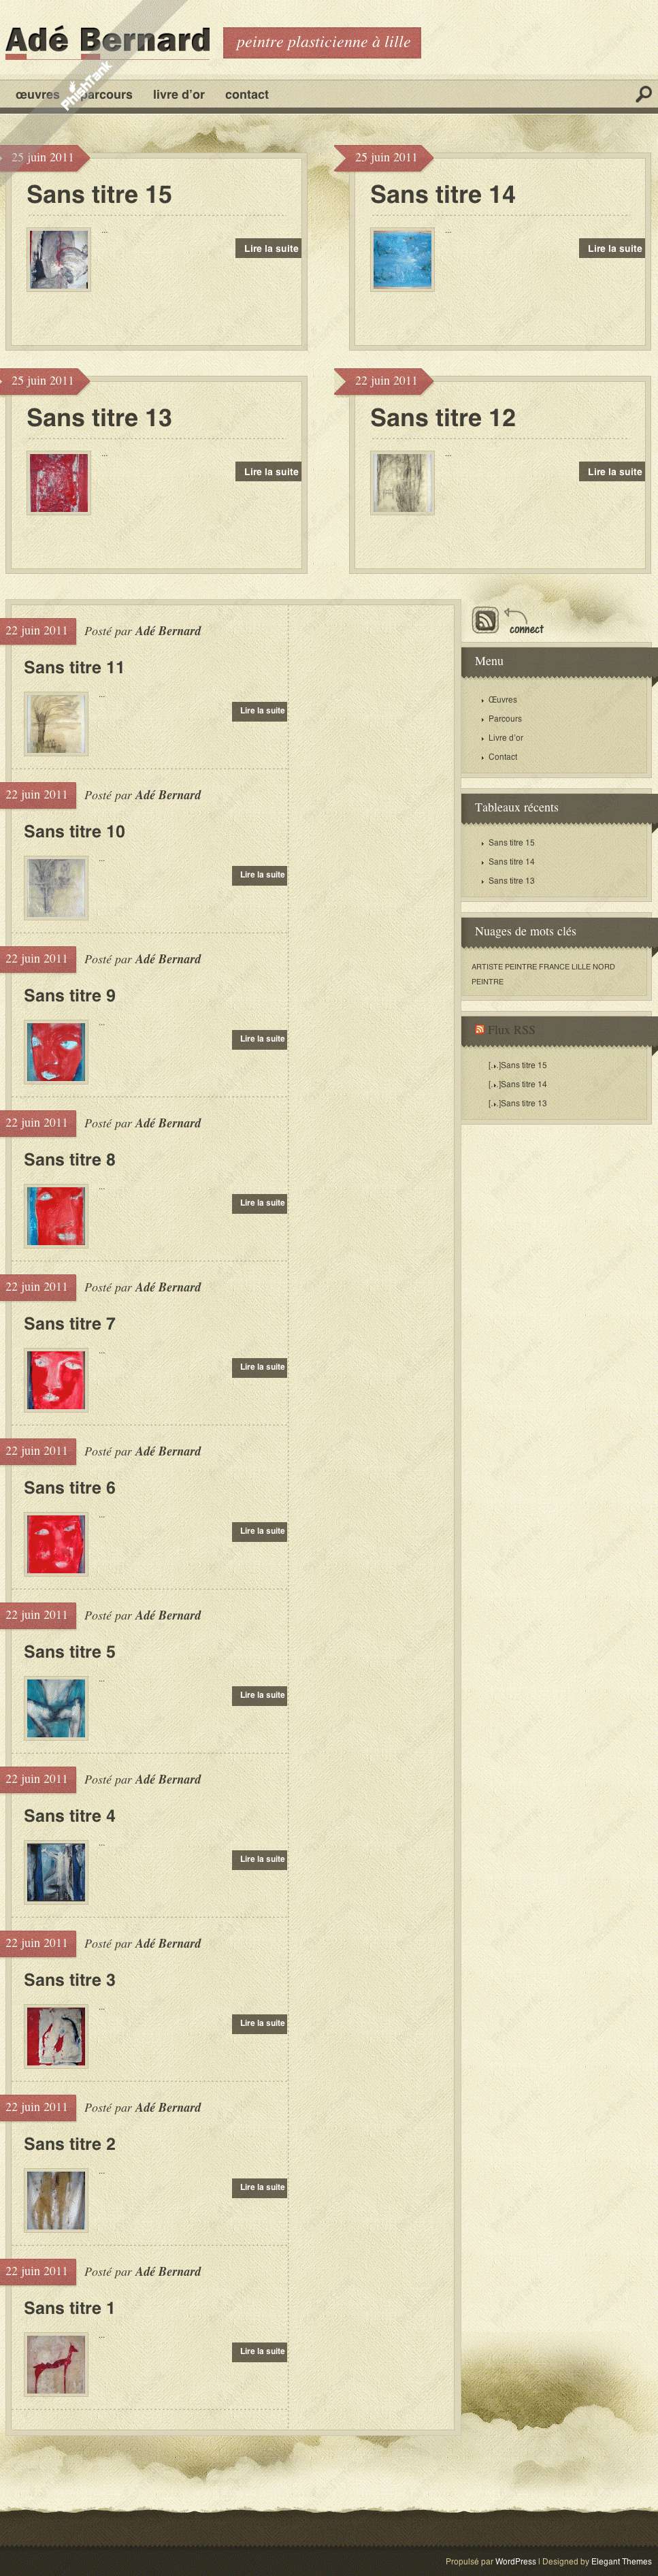 Adé Bernard
peintre plasticienne à lille
PhishTank
œuvres parcours livre d'or contact
25 juin 2011
Sans titre 15
...
Lire la suite
25 juin 2011
Sans titre 14
...
Lire la suite
25 juin 2011
Sans titre 13
...
Lire la suite
22 juin 2011
Sans titre 12
...
Lire la suite
22 juin 2011 Posté par Adé Bernard
Sans titre 11
...
Lire la suite
22 juin 2011 Posté par Adé Bernard
Sans titre 10
...
Lire la suite
22 juin 2011 Posté par Adé Bernard
Sans titre 9
...
Lire la suite
22 juin 2011 Posté par Adé Bernard
Sans titre 8
...
Lire la suite
22 juin 2011 Posté par Adé Bernard
Sans titre 7
...
Lire la suite
22 juin 2011 Posté par Adé Bernard
Sans titre 6
...
Lire la suite
22 juin 2011 Posté par Adé Bernard
Sans titre 5
...
Lire la suite
22 juin 2011 Posté par Adé Bernard
Sans titre 4
...
Lire la suite
22 juin 2011 Posté par Adé Bernard
Sans titre 3
...
Lire la suite
22 juin 2011 Posté par Adé Bernard
Sans titre 2
...
Lire la suite
22 juin 2011 Posté par Adé Bernard
Sans titre 1
...
Lire la suite
connect
Menu
Œuvres
Parcours
Livre d'or
Contact
Tableaux récents
Sans titre 15
Sans titre 14
Sans titre 13
Nuages de mots clés
ARTISTE PEINTRE FRANCE LILLE NORD
PEINTRE
Flux RSS
[...]Sans titre 15
[...]Sans titre 14
[...]Sans titre 13
Propulsé par WordPress | Designed by Elegant Themes